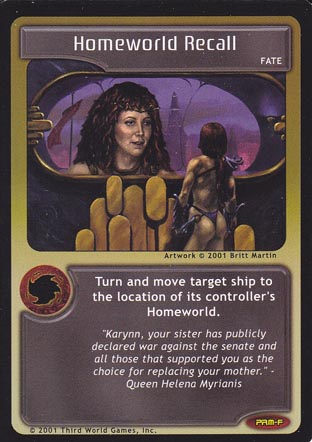 Homeworld Recall
FATE
Artwork © 2001 Britt Martin
Turn and move target ship to
the location of its controller's
Homeworld.
"Karynn, your sister has publicly
declared war against the senate and
all those that supported you as the
choice for replacing your mother." -
Queen Helena Myrianis
© 2001 Third World Games, Inc.
PRM-F